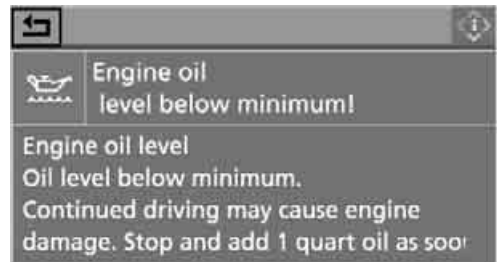 Engine oil
level below minimum!
Engine oil level
Oil level below minimum.
Continued driving may cause engine
damage. Stop and add 1 quart oil as